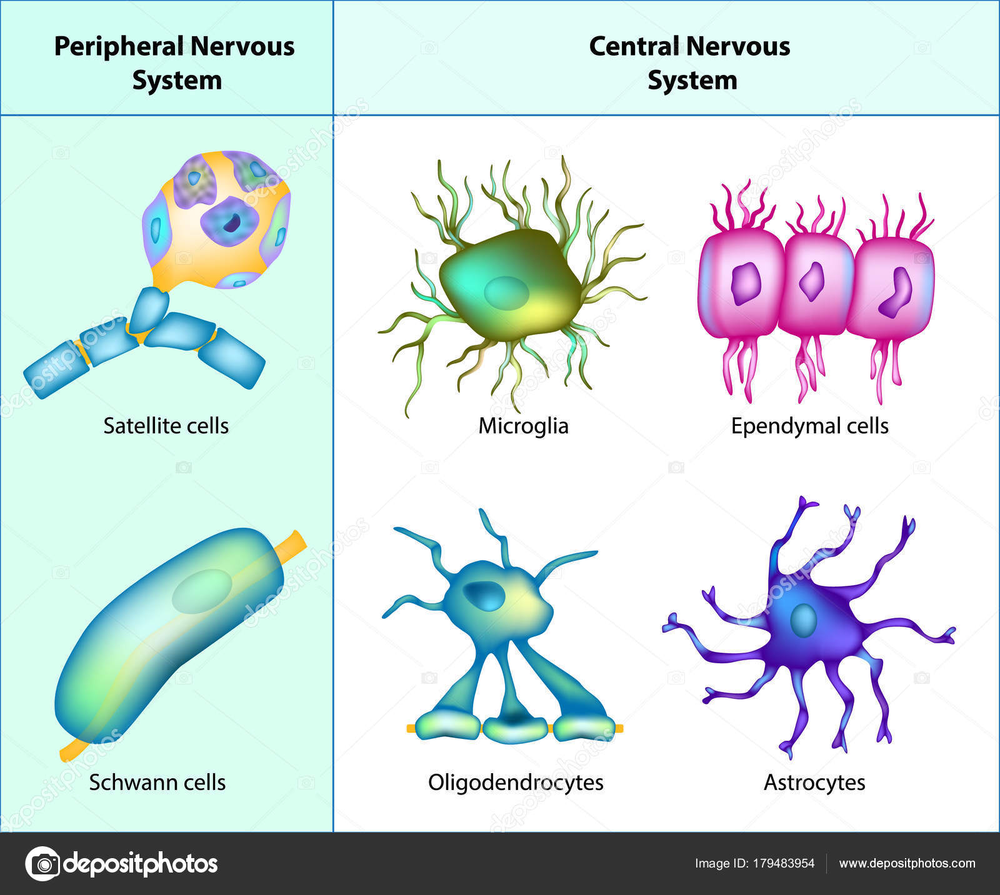 Peripheral Nervous
System
Central Nervous
System
Satellite cells
Microglia
Ependymal cells
Schwann cells
Oligodendrocytes
Astrocytes
depositphotos
Image ID: 179483954
www.depositphotos.com